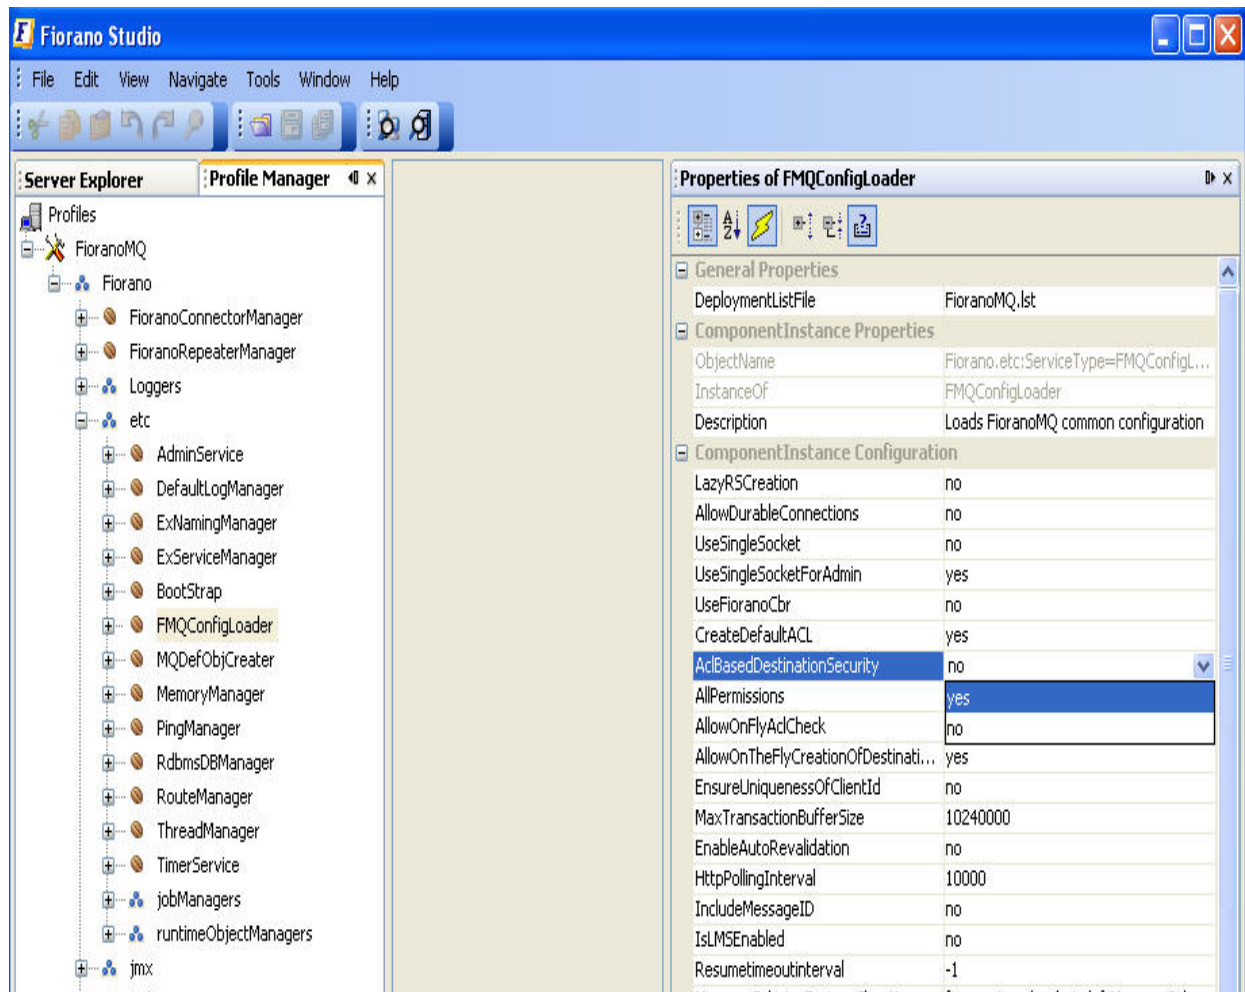 Fiorano Studio
File Edit View Navigate Tools Window Help
Server Explorer
Profile Manager
Profiles
FioranoMQ
Fiorano
FioranoConnectorManager
FioranoRepeaterManager
Loggers
etc
AdminService
DefaultLogManager
ExNamingManager
ExServiceManager
BootStrap
FMQConfigLoader
MQDefObjCreater
MemoryManager
PingManager
RdbmsDBManager
RouteManager
ThreadManager
TimerService
jobManagers
runtimeObjectManagers
jmx
Properties of FMQConfigLoader
General Properties
DeploymentListFile FioranoMQ.lst
ComponentInstance Properties
ObjectName Fiorano.etc:ServiceType=FMQConfigL...
InstanceOf FMQConfigLoader
Description Loads FioranoMQ common configuration
ComponentInstance Configuration
LazyRSCreation no
AllowDurableConnections no
UseSingleSocket no
UseSingleSocketForAdmin yes
UseFioranoCbr no
CreateDefaultACL yes
AclBasedDestinationSecurity no
AllPermissions yes
AllowOnFlyAclCheck no
AllowOnTheFlyCreationOfDestinati... yes
EnsureUniquenessOfClientId no
MaxTransactionBufferSize 10240000
EnableAutoRevalidation no
HttpPollingInterval 10000
IncludeMessageID no
IsLMSEnabled no
Resumetimeoutinterval -1